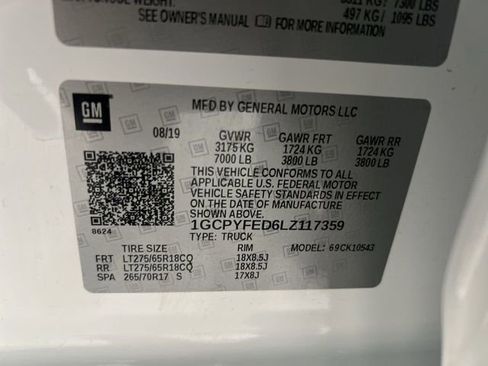 7300 LBS
497 KG / 1095 LBS
SEE OWNER'S MANUAL FOR MORE INFORMATION
GM
MFD BY GENERAL MOTORS LLC
08/19
GVWR GAWR FRT GAWR RR
3175 KG 1724 KG 1724 KG
7000 LB 3800 LB 3800 LB
THIS VEHICLE CONFORMS TO ALL
APPLICABLE U.S. FEDERAL MOTOR
VEHICLE SAFETY STANDARDS IN EFFECT
ON THE DATE OF MANUFACTURE
SHOWN ABOVE.
1GCPYFED6LZ117359
8624
TYPE: TRUCK
TIRE SIZE RIM MODEL: 69CK10543
FRT LT275/65R18CQ 18X8.5J
RR LT275/65R18CQ 18X8.5J
SPA 265/70R17 S 17X8J